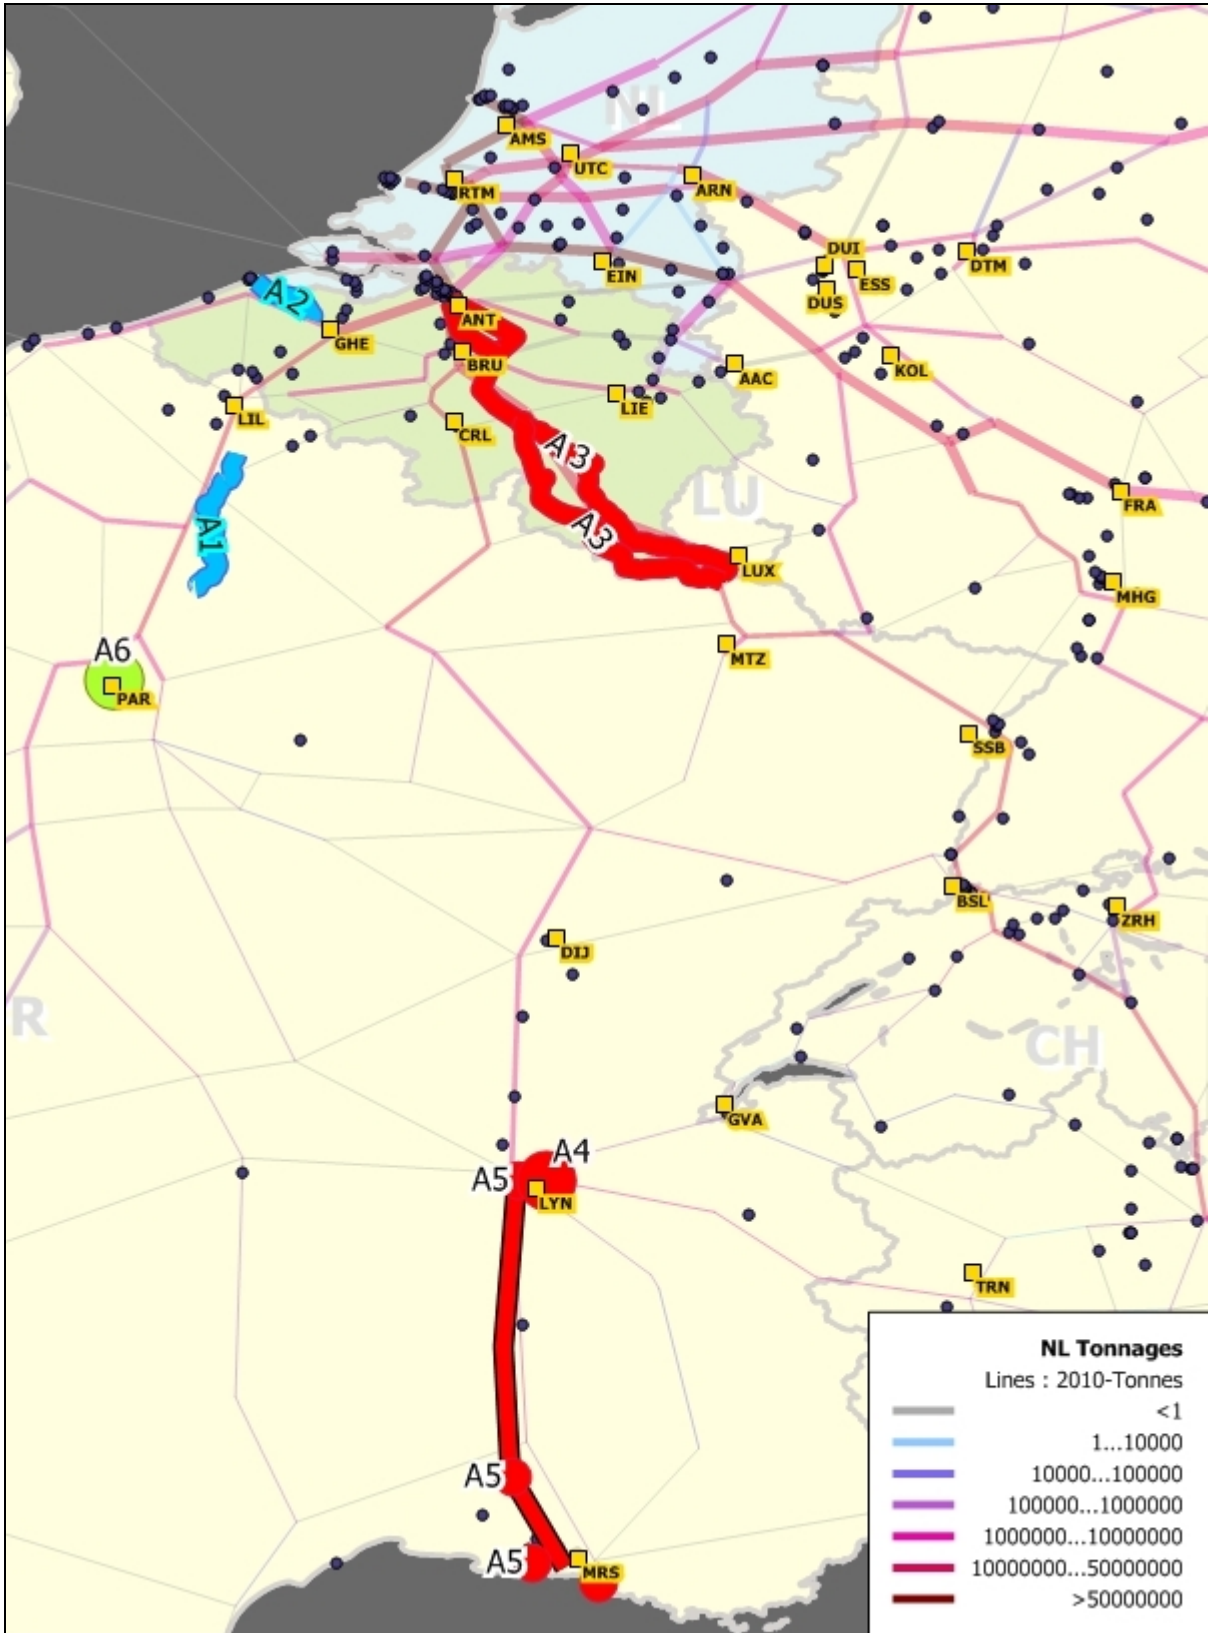 NL
AMS
UTC
RTM
ARN
DUI
DTM
EIN
ESS
DUS
A2
ANT
GHE
BRU
AAC
KOL
LIE
LIL
CRL
A3
LU
FRA
A1
A3
LUX
MHG
A6
MTZ
PAR
SSB
BSL
ZRH
DIJ
R
CH
GVA
A4
A5
LYN
TRN
A5
A5
MRS
NL Tonnages
Lines : 2010-Tonnes
<1
1...10000
10000...100000
100000...1000000
1000000...10000000
10000000...50000000
>50000000